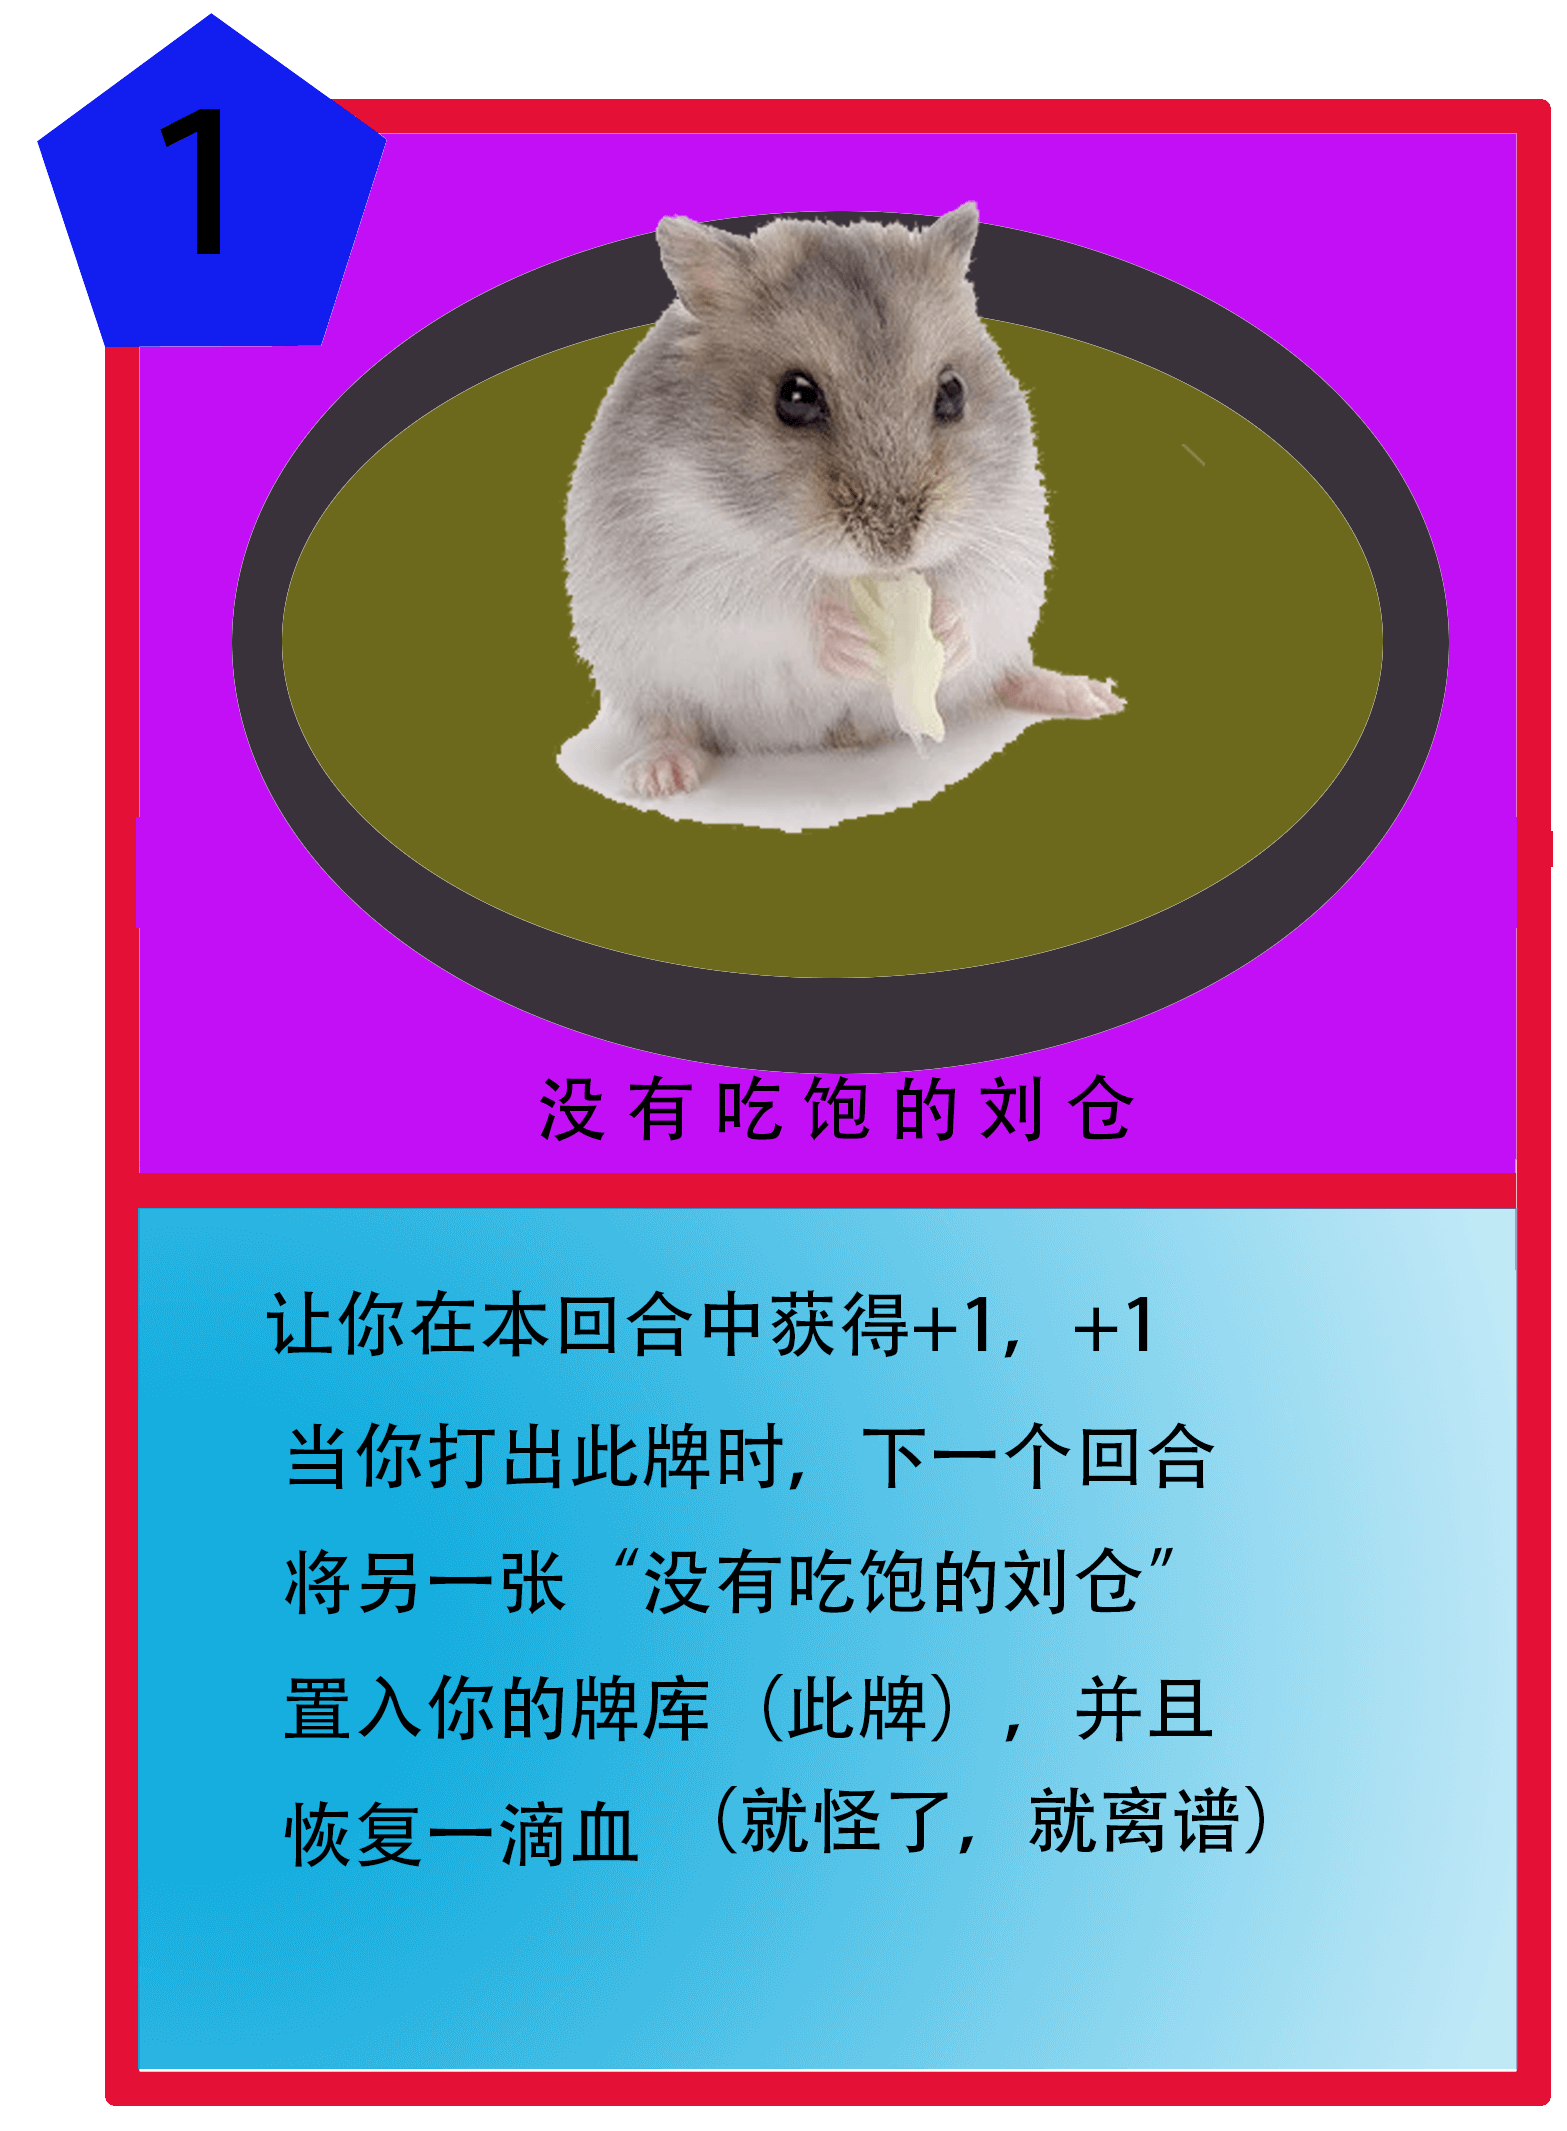 1
没有吃饱的刘仓
让你在本回合中获得+1，+1
当你打出此牌时，下一个回合
将另一张“没有吃饱的刘仓”
置入你的牌库（此牌），并且
恢复一滴血（就怪了，就离谱）